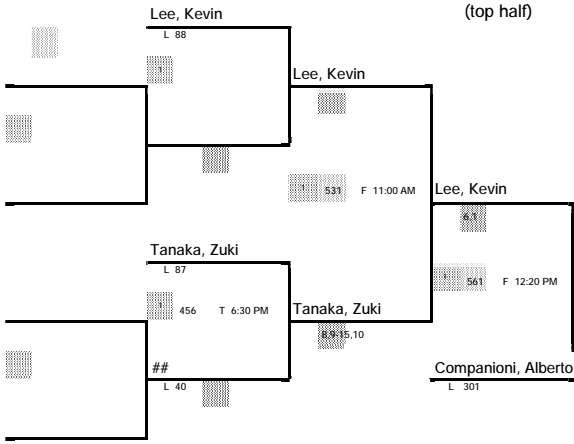 Lee, Kevin
(top half)
L 88
1
Lee, Kevin
1 531 F 11:00 AM
Lee, Kevin
6,1
Tanaka, Zuki
L 87
1 561 F 12:20 PM
1 456 T 6:30 PM
Tanaka, Zuki
8,9-15,10
##
L 40
Companioni, Alberto
L 301